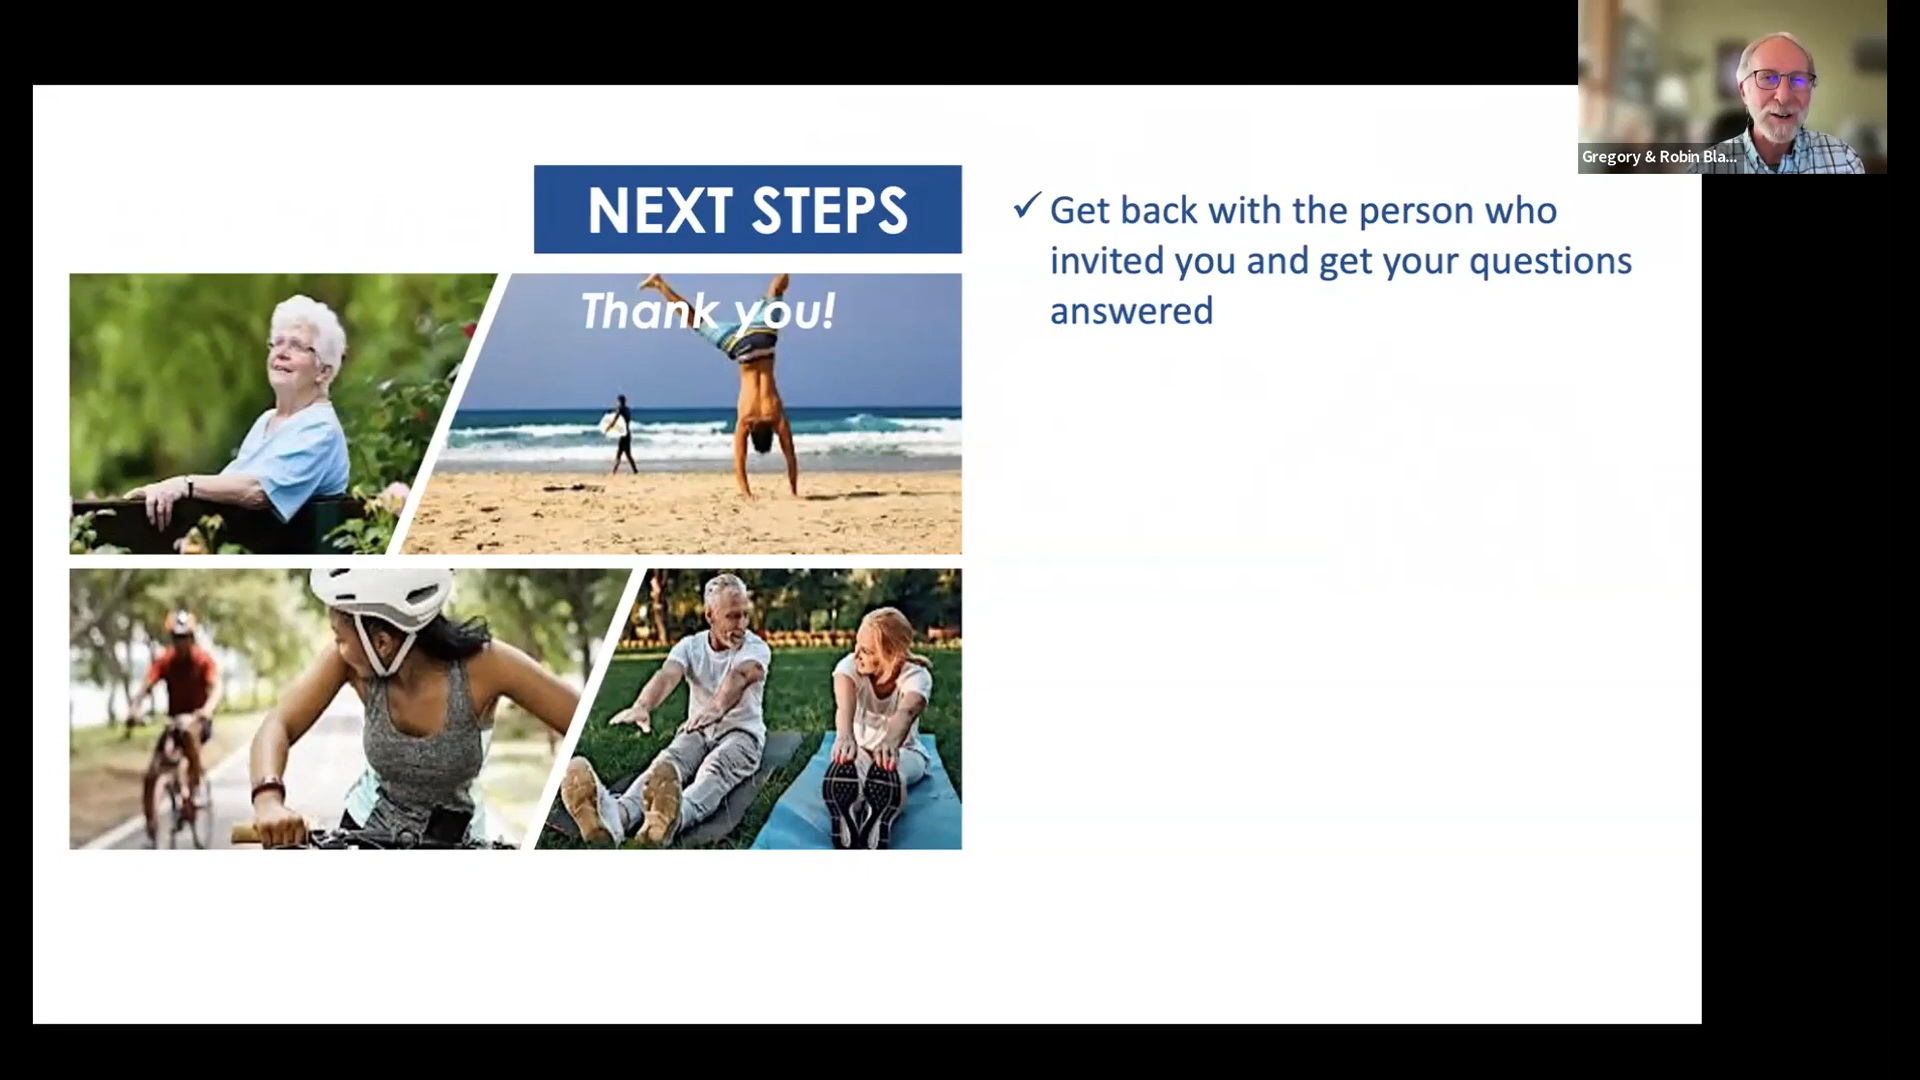 Gregory & Robin Bla...
NEXT STEPS
Thank you!
✓ Get back with the person who
invited you and get your questions
answered